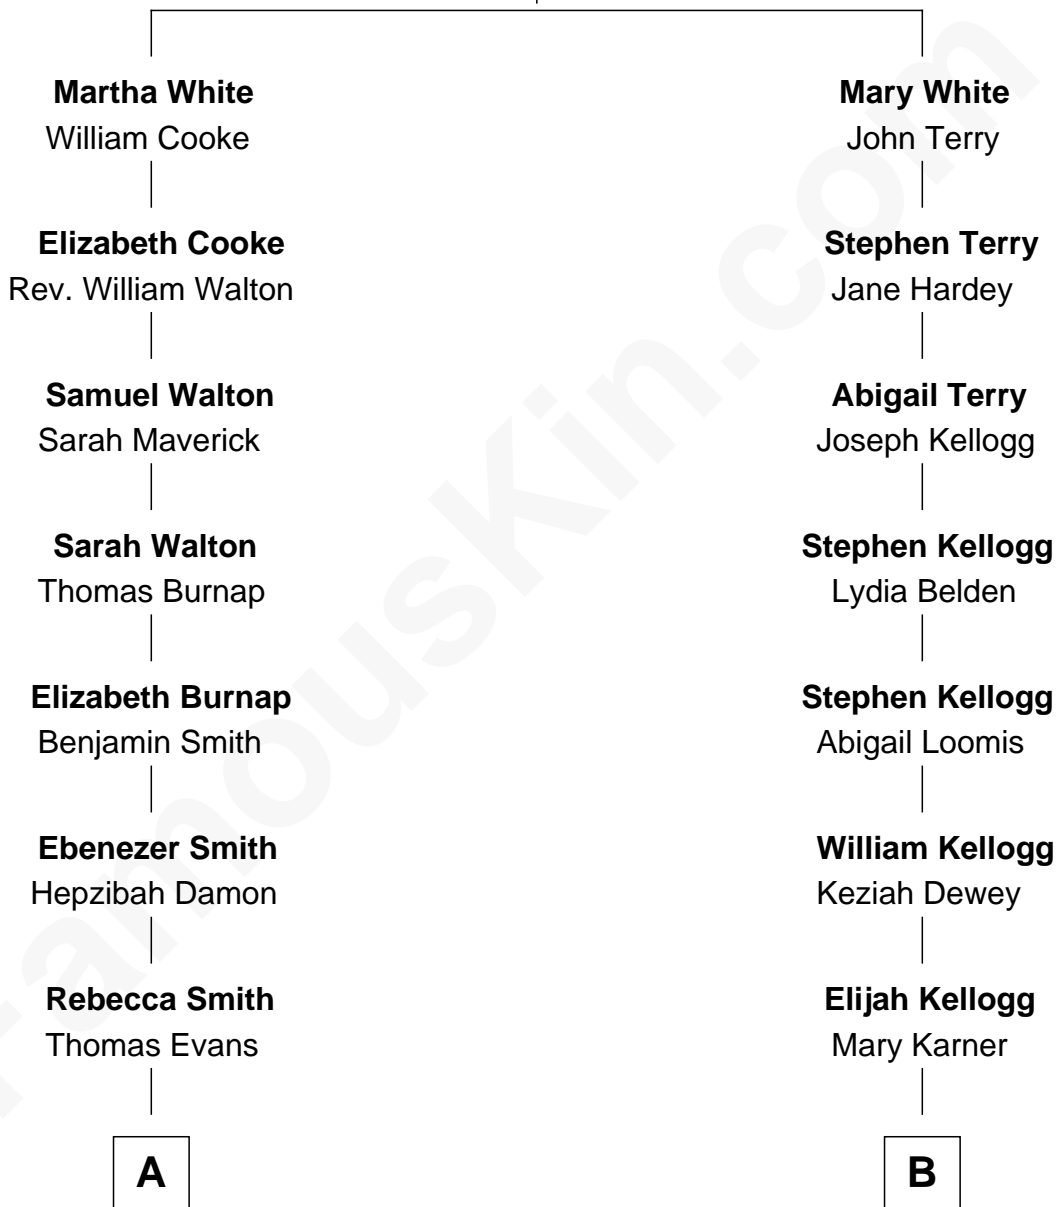 Martha White
William Cooke
Elizabeth Cooke
Rev. William Walton
Samuel Walton
Sarah Maverick
Sarah Walton
Thomas Burnap
Elizabeth Burnap
Benjamin Smith
Ebenezer Smith
Hepzibah Damon
Rebecca Smith
Thomas Evans
A
Mary White
John Terry
Stephen Terry
Jane Hardey
Abigail Terry
Joseph Kellogg
Stephen Kellogg
Lydia Belden
Stephen Kellogg
Abigail Loomis
William Kellogg
Keziah Dewey
Elijah Kellogg
Mary Karner
B
FamousKin.com